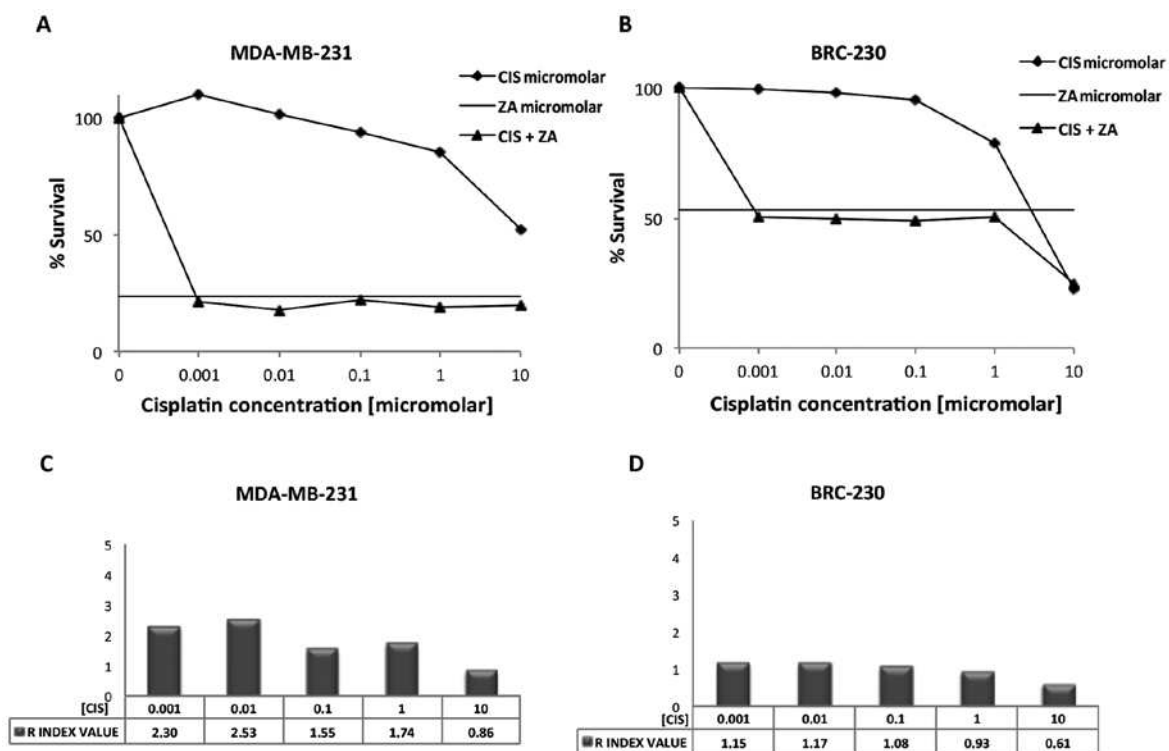 A
MDA-MB-231
CIS micromolar
ZA micromolar
CIS + ZA
% Survival
100
50
0
0 0.001 0.01 0.1 1 10
Cisplatin concentration [micromolar]
B
BRC-230
CIS micromolar
ZA micromolar
CIS + ZA
% Survival
100
50
0
0 0.001 0.01 0.1 1 10
Cisplatin concentration [micromolar]
C
MDA-MB-231
5
4
3
2
1
0
[CIS] 0.001 0.01 0.1 1 10
R INDEX VALUE 2.30 2.53 1.55 1.74 0.86
D
BRC-230
5
4
3
2
1
0
[CIS] 0.001 0.01 0.1 1 10
R INDEX VALUE 1.15 1.17 1.08 0.93 0.61